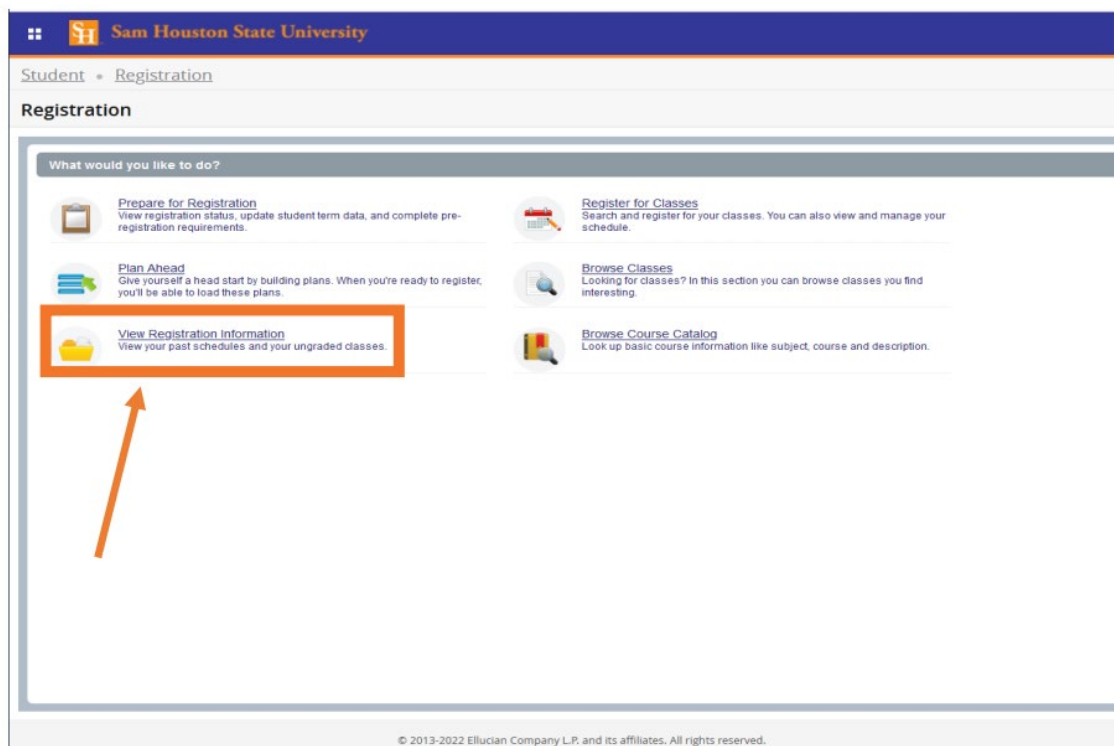 SH Sam Houston State University
Student • Registration
Registration
What would you like to do?
Prepare for Registration
View registration status, update student term data, and complete pre-
registration requirements.
Register for Classes
Search and register for your classes. You can also view and manage your
schedule.
Plan Ahead
Give yourself a head start by building plans. When you're ready to register,
you'll be able to load these plans.
Browse Classes
Looking for classes? In this section you can browse classes you find
interesting.
View Registration Information
View your past schedules and your ungraded classes.
Browse Course Catalog
Look up basic course information like subject, course and description.
© 2013-2022 Ellucian Company L.P. and its affiliates. All rights reserved.